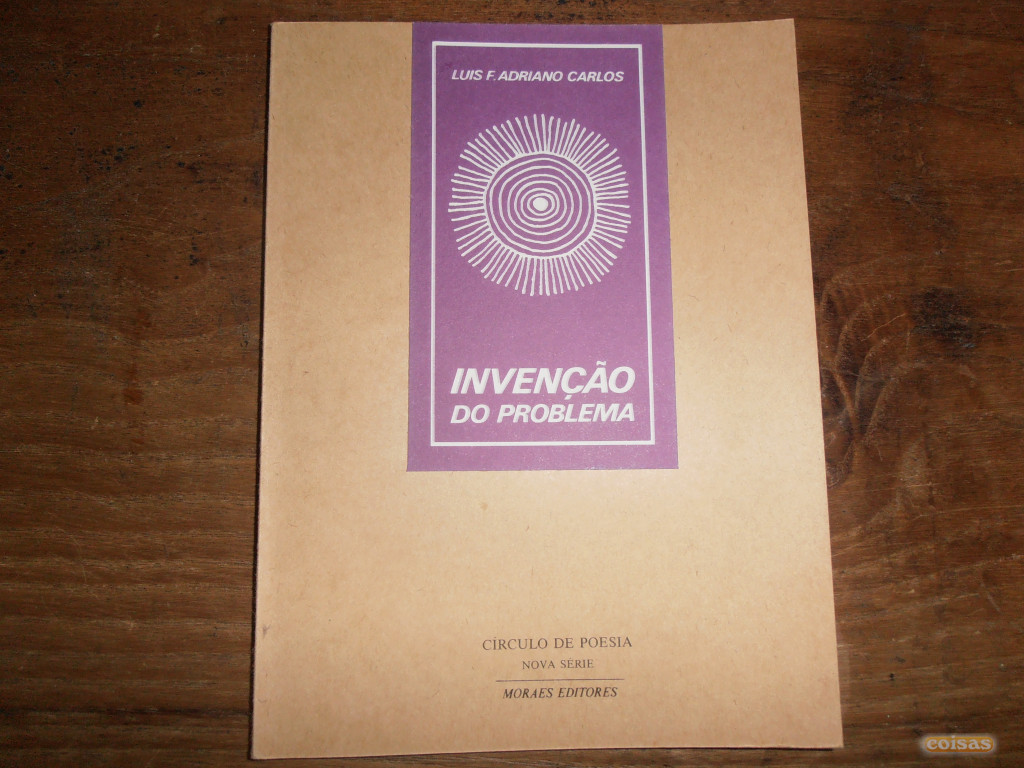 LUIS F. ADRIANO CARLOS
INVENÇÃO
DO PROBLEMA
CÍRCULO DE POESIA
NOVA SÉRIE
MORAES EDITORES
coisas